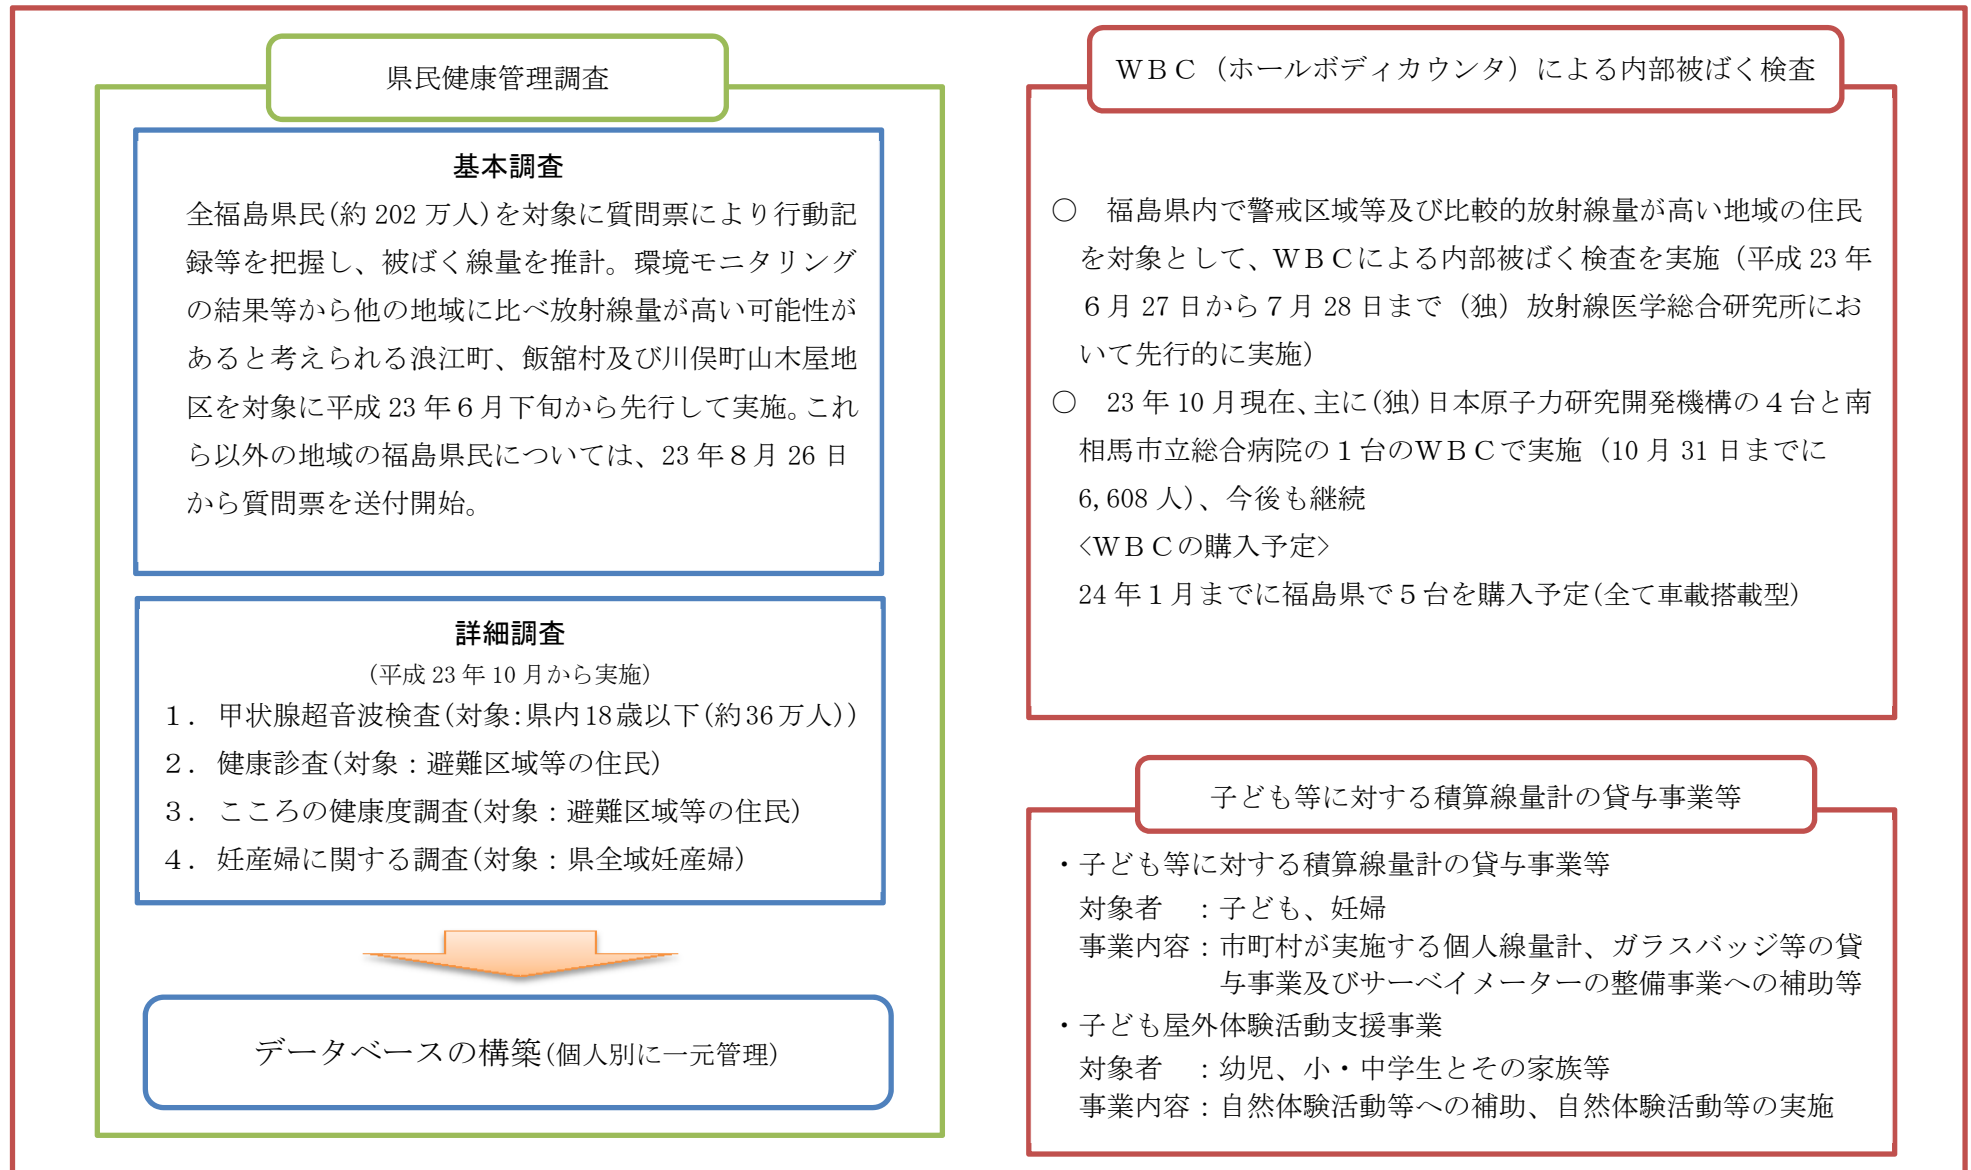 県民健康管理調査
基本調査
全福島県民(約 202 万人)を対象に質問票により行動記
録等を把握し、被ばく線量を推計。環境モニタリング
の結果等から他の地域に比べ放射線量が高い可能性が
あると考えられる浪江町、飯舘村及び川俣町山木屋地
区を対象に平成 23 年６月下旬から先行して実施。これ
ら以外の地域の福島県民については、23 年８月 26 日
から質問票を送付開始。
詳細調査
(平成 23 年 10 月から実施)
１．甲状腺超音波検査(対象:県内18歳以下(約36万人))
２．健康診査(対象：避難区域等の住民)
３．こころの健康度調査(対象：避難区域等の住民)
４．妊産婦に関する調査(対象：県全域妊産婦)
データベースの構築(個人別に一元管理)
ＷＢＣ（ホールボディカウンタ）による内部被ばく検査
○　福島県内で警戒区域等及び比較的放射線量が高い地域の住民
を対象として、ＷＢＣによる内部被ばく検査を実施（平成 23 年
６月 27 日から７月 28 日まで（独）放射線医学総合研究所にお
いて先行的に実施）
○　23 年 10 月現在、主に(独)日本原子力研究開発機構の４台と南
相馬市立総合病院の１台のＷＢＣで実施（10 月 31 日までに
6,608 人）、今後も継続
<ＷＢＣの購入予定>
24 年１月までに福島県で５台を購入予定(全て車載搭載型)
子ども等に対する積算線量計の貸与事業等
・子ども等に対する積算線量計の貸与事業等
対象者　：子ども、妊婦
事業内容：市町村が実施する個人線量計、ガラスバッジ等の貸
与事業及びサーベイメーターの整備事業への補助等
・子ども屋外体験活動支援事業
対象者　：幼児、小・中学生とその家族等
事業内容：自然体験活動等への補助、自然体験活動等の実施